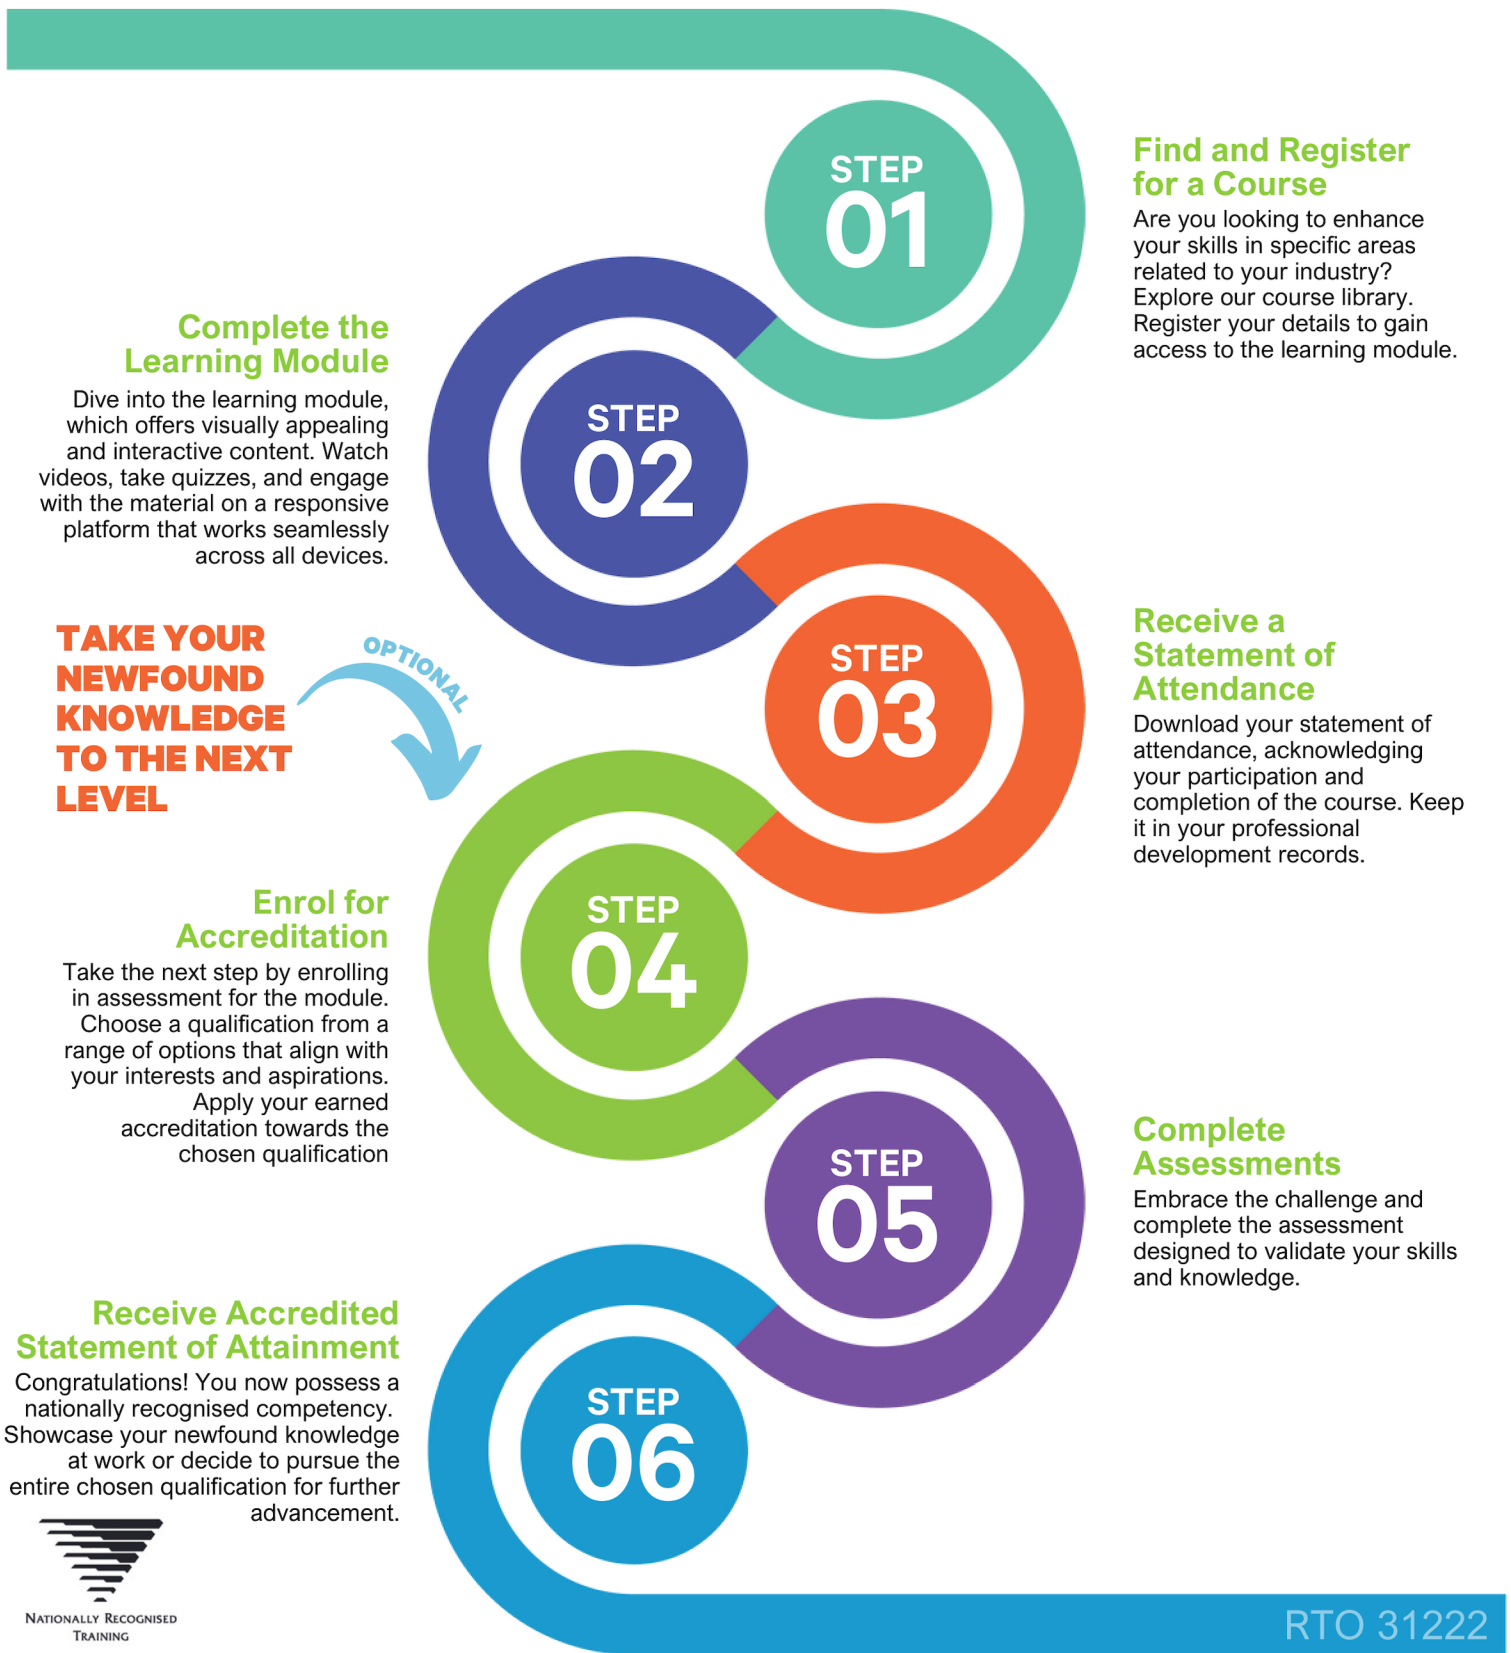 STEP
01
Find and Register
for a Course
Are you looking to enhance
your skills in specific areas
related to your industry?
Explore our course library.
Register your details to gain
access to the learning module.
Complete the
Learning Module
Dive into the learning module,
which offers visually appealing
and interactive content. Watch
videos, take quizzes, and engage
with the material on a responsive
platform that works seamlessly
across all devices.
STEP
02
STEP
03
Receive a
Statement of
Attendance
Download your statement of
attendance, acknowledging
your participation and
completion of the course. Keep
it in your professional
development records.
TAKE YOUR
NEWFOUND
KNOWLEDGE
TO THE NEXT
LEVEL
OPTIONAL
Enrol for
Accreditation
Take the next step by enrolling
in assessment for the module.
Choose a qualification from a
range of options that align with
your interests and aspirations.
Apply your earned
accreditation towards the
chosen qualification
STEP
04
STEP
05
Complete
Assessments
Embrace the challenge and
complete the assessment
designed to validate your skills
and knowledge.
Receive Accredited
Statement of Attainment
Congratulations! You now possess a
nationally recognised competency.
Showcase your newfound knowledge
at work or decide to pursue the
entire chosen qualification for further
advancement.
STEP
06
NATIONALLY RECOGNISED
TRAINING
RTO 31222